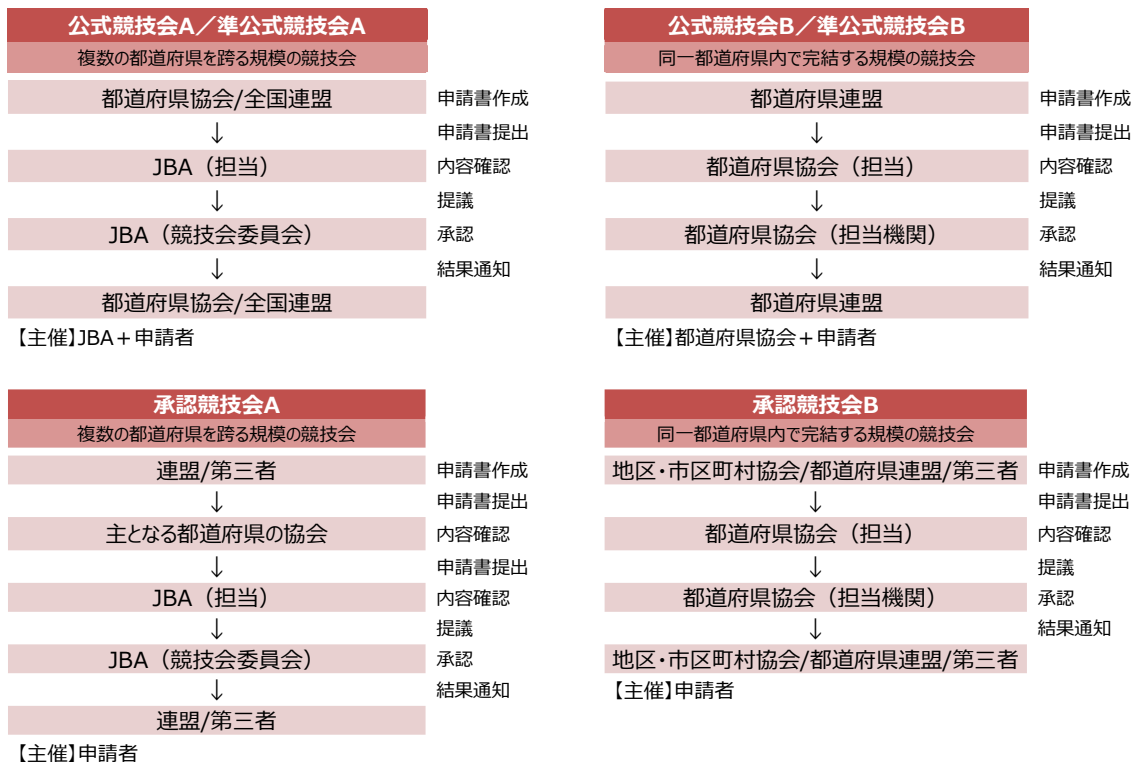 公式競技会A／準公式競技会A
複数の都道府県を跨る規模の競技会
都道府県協会/全国連盟 申請書作成
↓ 申請書提出
JBA（担当） 内容確認
↓ 提議
JBA（競技会委員会） 承認
↓ 結果通知
都道府県協会/全国連盟
【主催】JBA＋申請者
公式競技会B／準公式競技会B
同一都道府県内で完結する規模の競技会
都道府県連盟 申請書作成
↓ 申請書提出
都道府県協会（担当） 内容確認
↓ 提議
都道府県協会（担当機関） 承認
↓ 結果通知
都道府県連盟
【主催】都道府県協会＋申請者
承認競技会A
複数の都道府県を跨る規模の競技会
連盟/第三者 申請書作成
↓ 申請書提出
主となる都道府県の協会 内容確認
↓ 申請書提出
JBA（担当） 内容確認
↓ 提議
JBA（競技会委員会） 承認
↓ 結果通知
連盟/第三者
【主催】申請者
承認競技会B
同一都道府県内で完結する規模の競技会
地区・市区町村協会/都道府県連盟/第三者 申請書作成
↓ 申請書提出
都道府県協会（担当） 内容確認
↓ 提議
都道府県協会（担当機関） 承認
↓ 結果通知
地区・市区町村協会/都道府県連盟/第三者
【主催】申請者